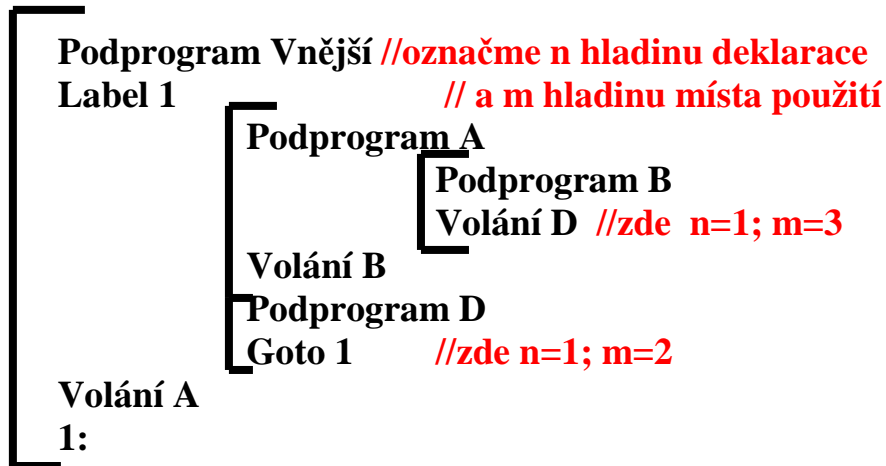 Podprogram Vnější //označme n hladinu deklarace
Label 1 // a m hladinu místa použití
Podprogram A
Podprogram B
Volání D //zde n=1; m=3
Volání B
Podprogram D
Goto 1 //zde n=1; m=2
Volání A
1: